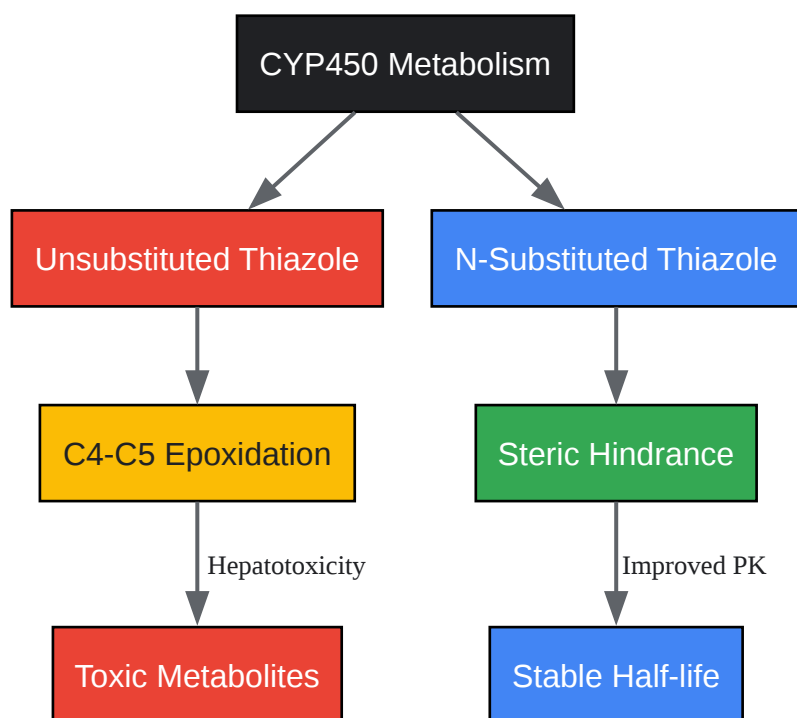 CYP450 Metabolism
Unsubstituted Thiazole
N-Substituted Thiazole
C4-C5 Epoxidation
Steric Hindrance
Hepatotoxicity
Improved PK
Toxic Metabolites
Stable Half-life